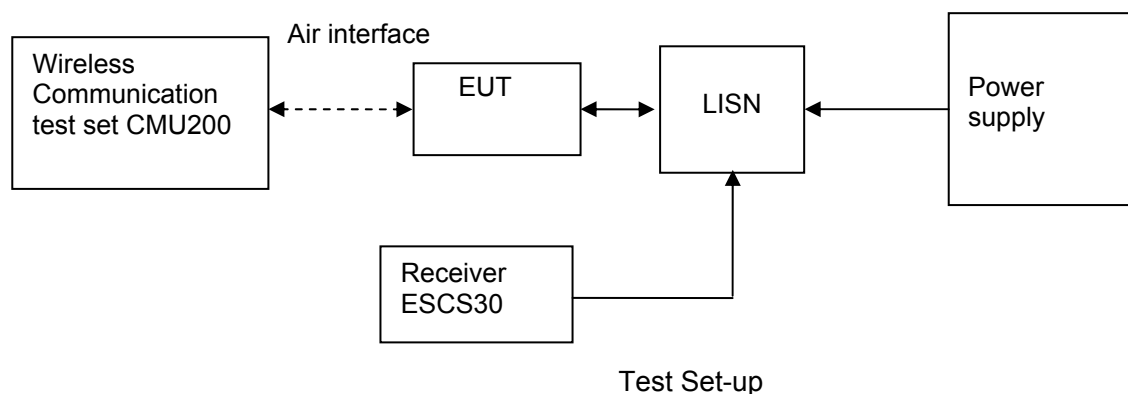 Air interface
Wireless
Communication
test set CMU200
EUT
LISN
Power
supply
Receiver
ESCS30
Test Set-up